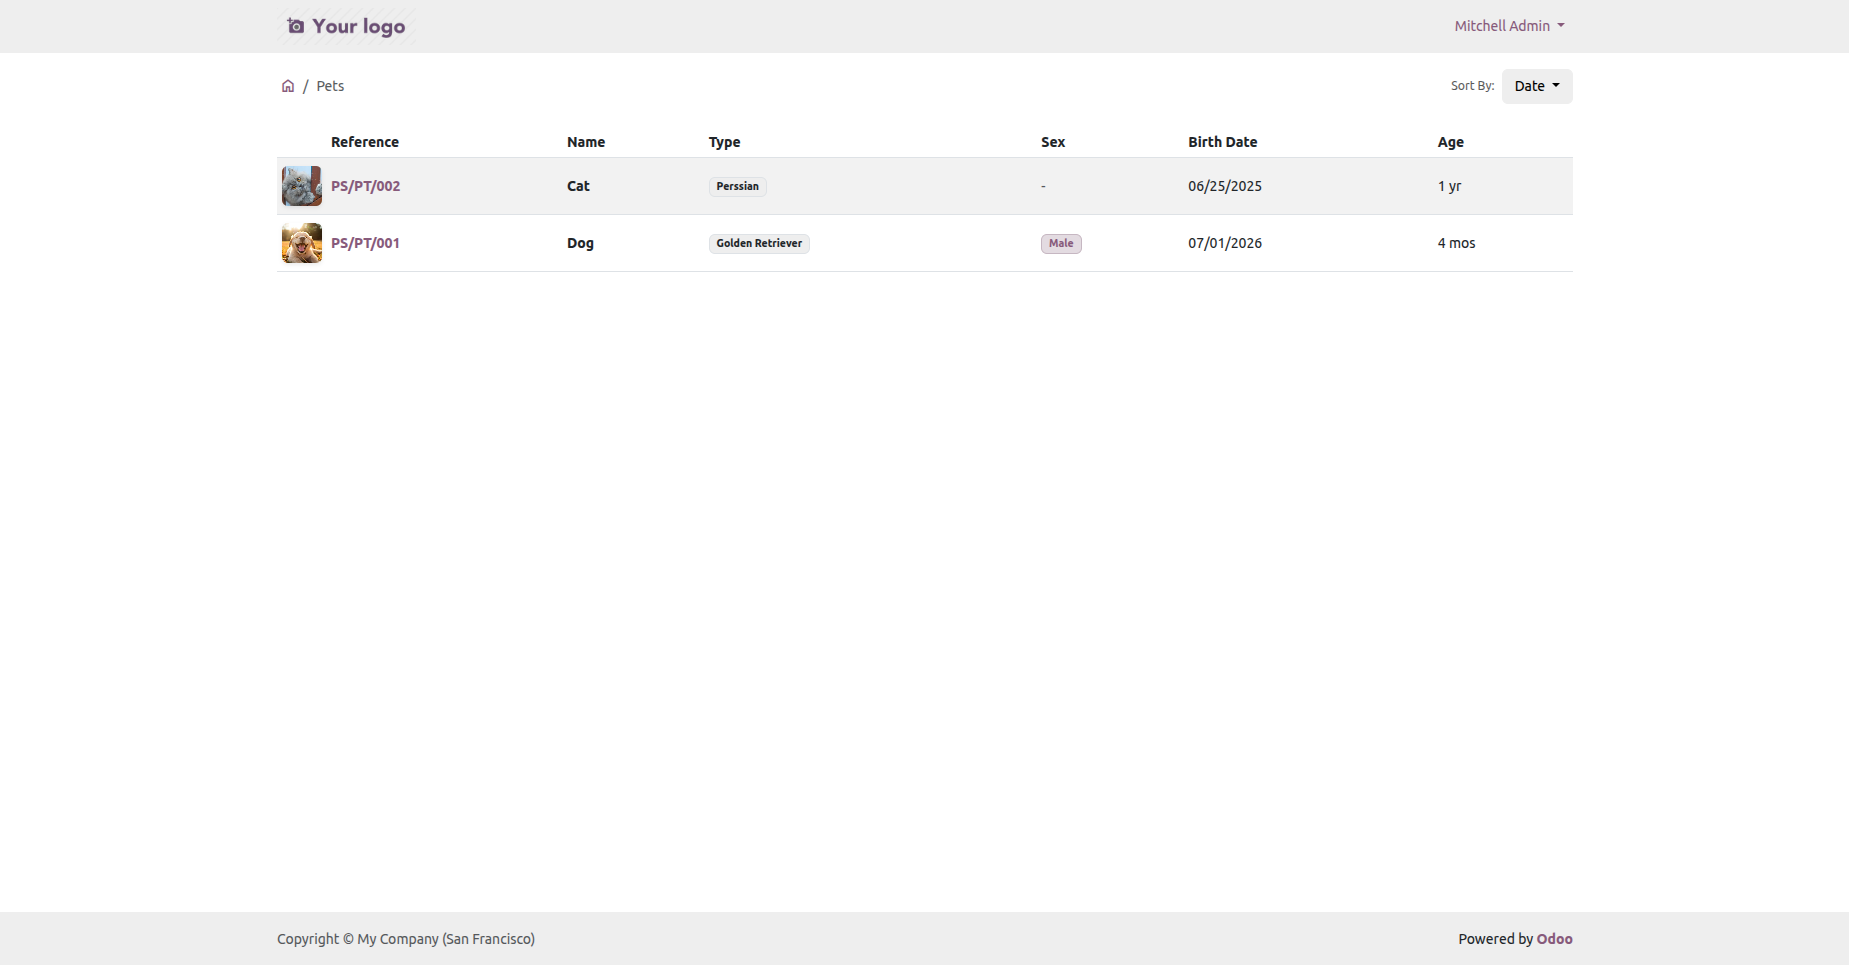 Your logo
Mitchell Admin
/ Pets
Sort By: Date
Reference Name Type Sex Birth Date Age
PS/PT/002 Cat Perssian - 06/25/2025 1 yr
PS/PT/001 Dog Golden Retriever Male 07/01/2026 4 mos
Copyright © My Company (San Francisco)
Powered by Odoo